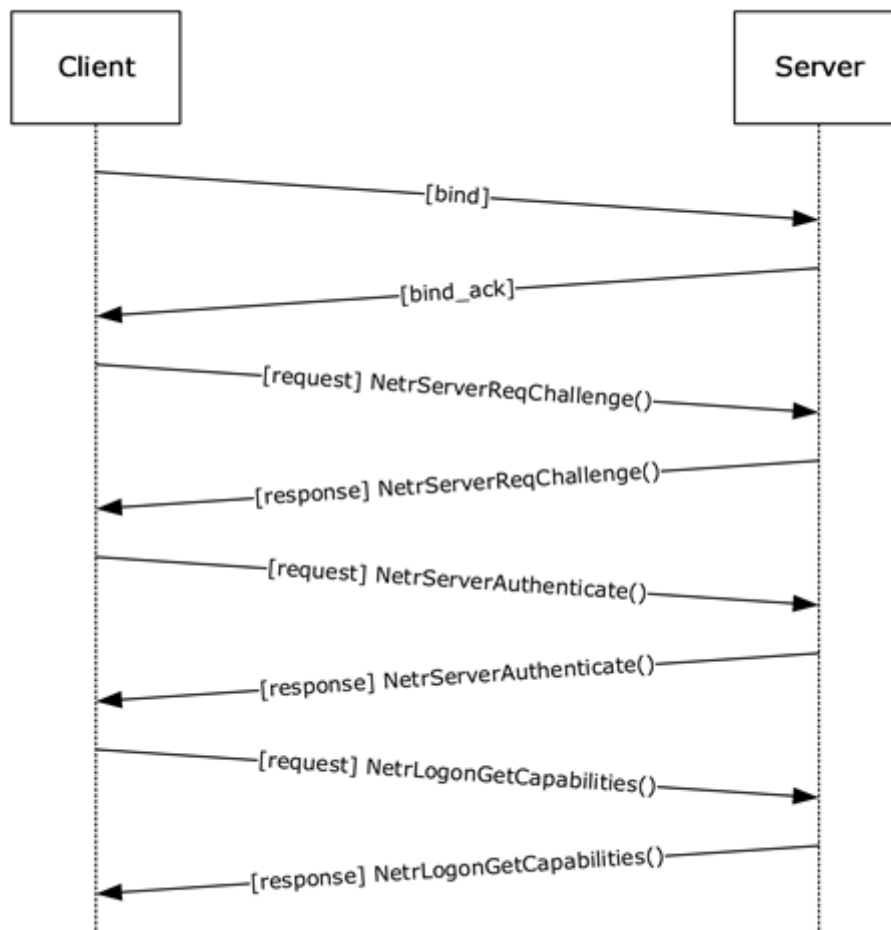 Client
Server
[bind]
[bind_ack]
[request] NetrServerReqChallenge()
[response] NetrServerReqChallenge()
[request] NetrServerAuthenticate()
[response] NetrServerAuthenticate()
[request] NetrLogonGetCapabilities()
[response] NetrLogonGetCapabilities()